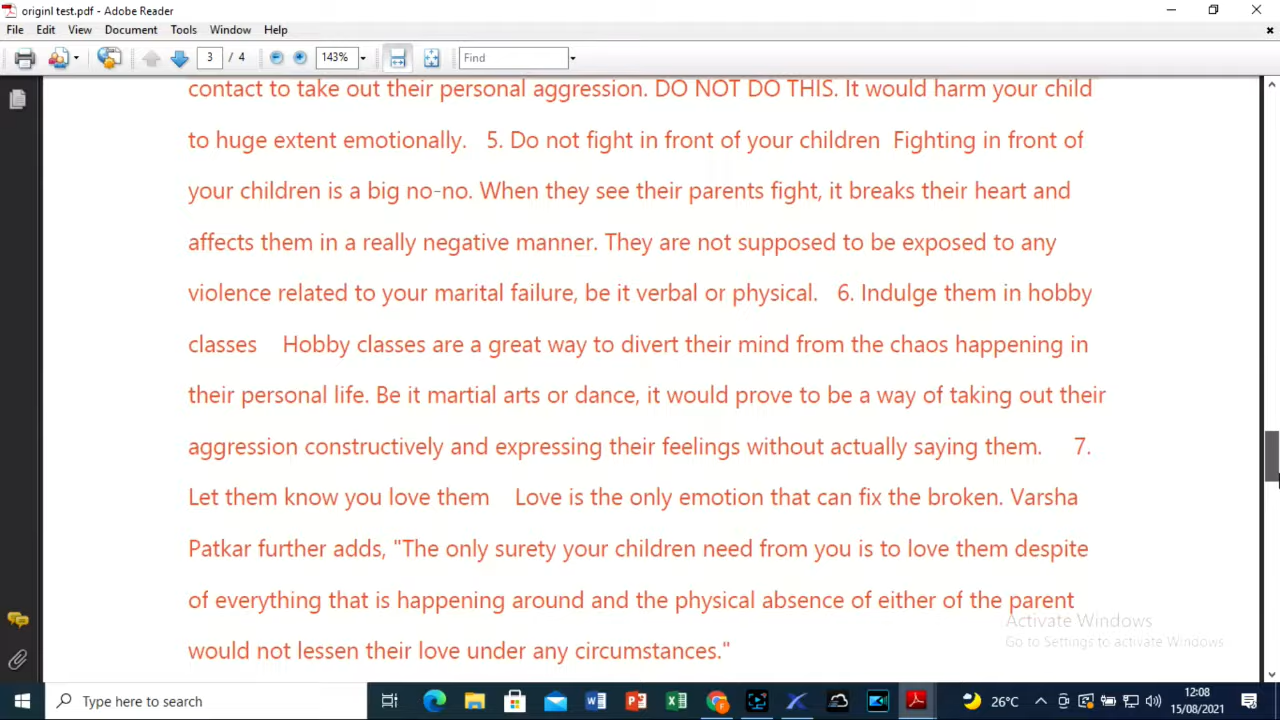 originl test.pdf - Adobe Reader
File Edit View Document Tools Window Help
3 / 4 143% Find
contact to take out their personal aggression. DO NOT DO THIS. It would harm your child
to huge extent emotionally. 5. Do not fight in front of your children Fighting in front of
your children is a big no-no. When they see their parents fight, it breaks their heart and
affects them in a really negative manner. They are not supposed to be exposed to any
violence related to your marital failure, be it verbal or physical. 6. Indulge them in hobby
classes Hobby classes are a great way to divert their mind from the chaos happening in
their personal life. Be it martial arts or dance, it would prove to be a way of taking out their
aggression constructively and expressing their feelings without actually saying them. 7.
Let them know you love them Love is the only emotion that can fix the broken. Varsha
Patkar further adds, "The only surety your children need from you is to love them despite
of everything that is happening around and the physical absence of either of the parent
would not lessen their love under any circumstances."
Activate Windows
Go to Settings to activate Windows.
Type here to search
26°C
12:08
15/08/2021